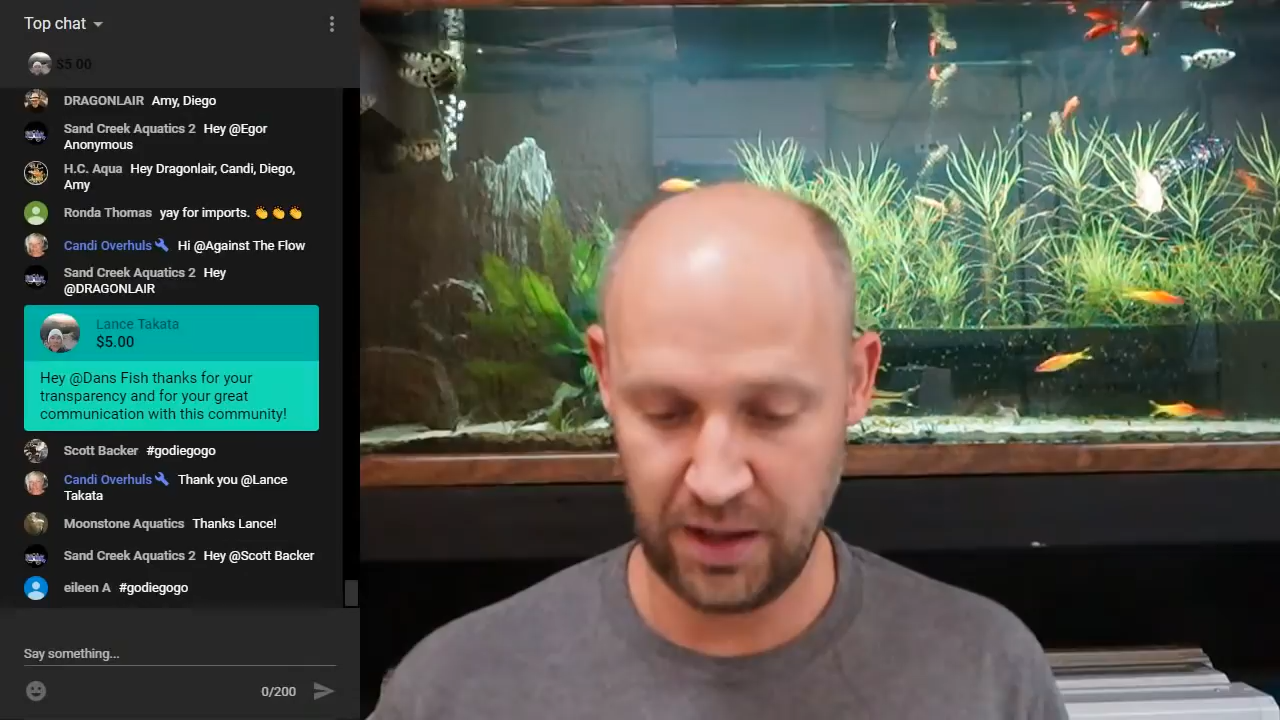 Top chat
$5.00
DRAGONLAIR Amy, Diego
Sand Creek Aquatics 2 Hey @Egor
Anonymous
H.C. Aqua Hey Dragonlair, Candi, Diego,
Amy
Ronda Thomas yay for imports. 👏👏👏
Candi Overhuls Hi @Against The Flow
Sand Creek Aquatics 2 Hey
@DRAGONLAIR
Lance Takata
$5.00
Hey @Dans Fish thanks for your
transparency and for your great
communication with this community!
Scott Backer #godiegogo
Candi Overhuls Thank you @Lance
Takata
Moonstone Aquatics Thanks Lance!
Sand Creek Aquatics 2 Hey @Scott Backer
eileen A #godiegogo
Say something...
0/200